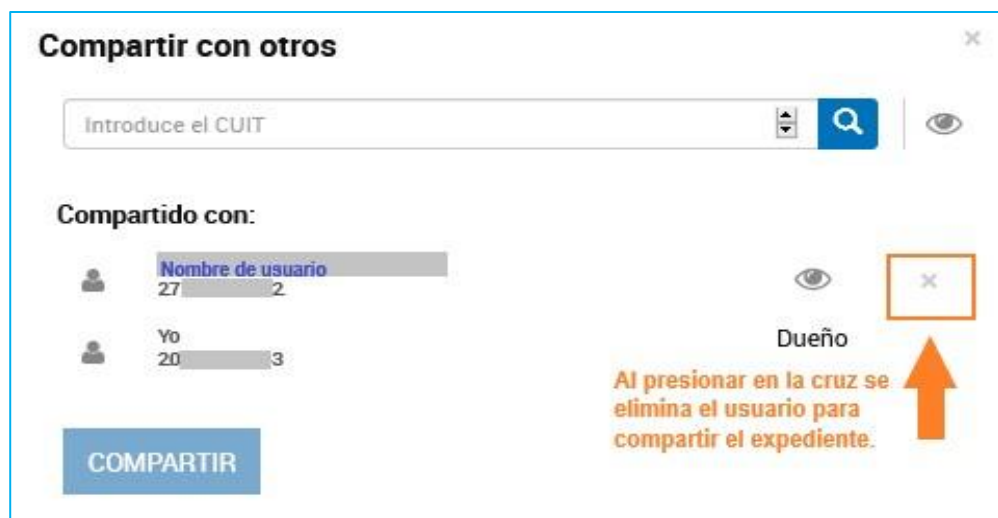 Compartir con otros
Introduce el CUIT
Compartido con:
Nombre de usuario
27 2
Yo
20 3
Dueño
Al presionar en la cruz se
elimina el usuario para
compartir el expediente.
COMPARTIR